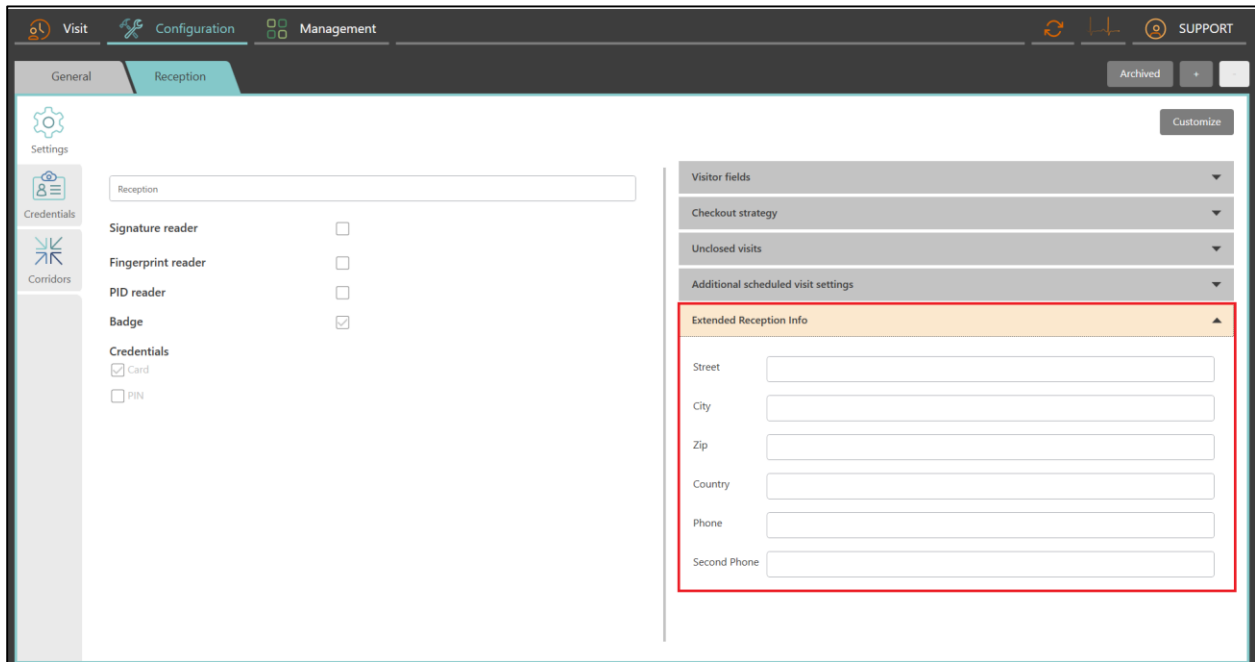 Visit Configuration Management SUPPORT
General Reception Archived +
Settings
Credentials
Corridors
Customize
Reception
Signature reader
Fingerprint reader
PID reader
Badge
Credentials
Card
PIN
Visitor fields
Checkout strategy
Unclosed visits
Additional scheduled visit settings
Extended Reception Info
Street
City
Zip
Country
Phone
Second Phone